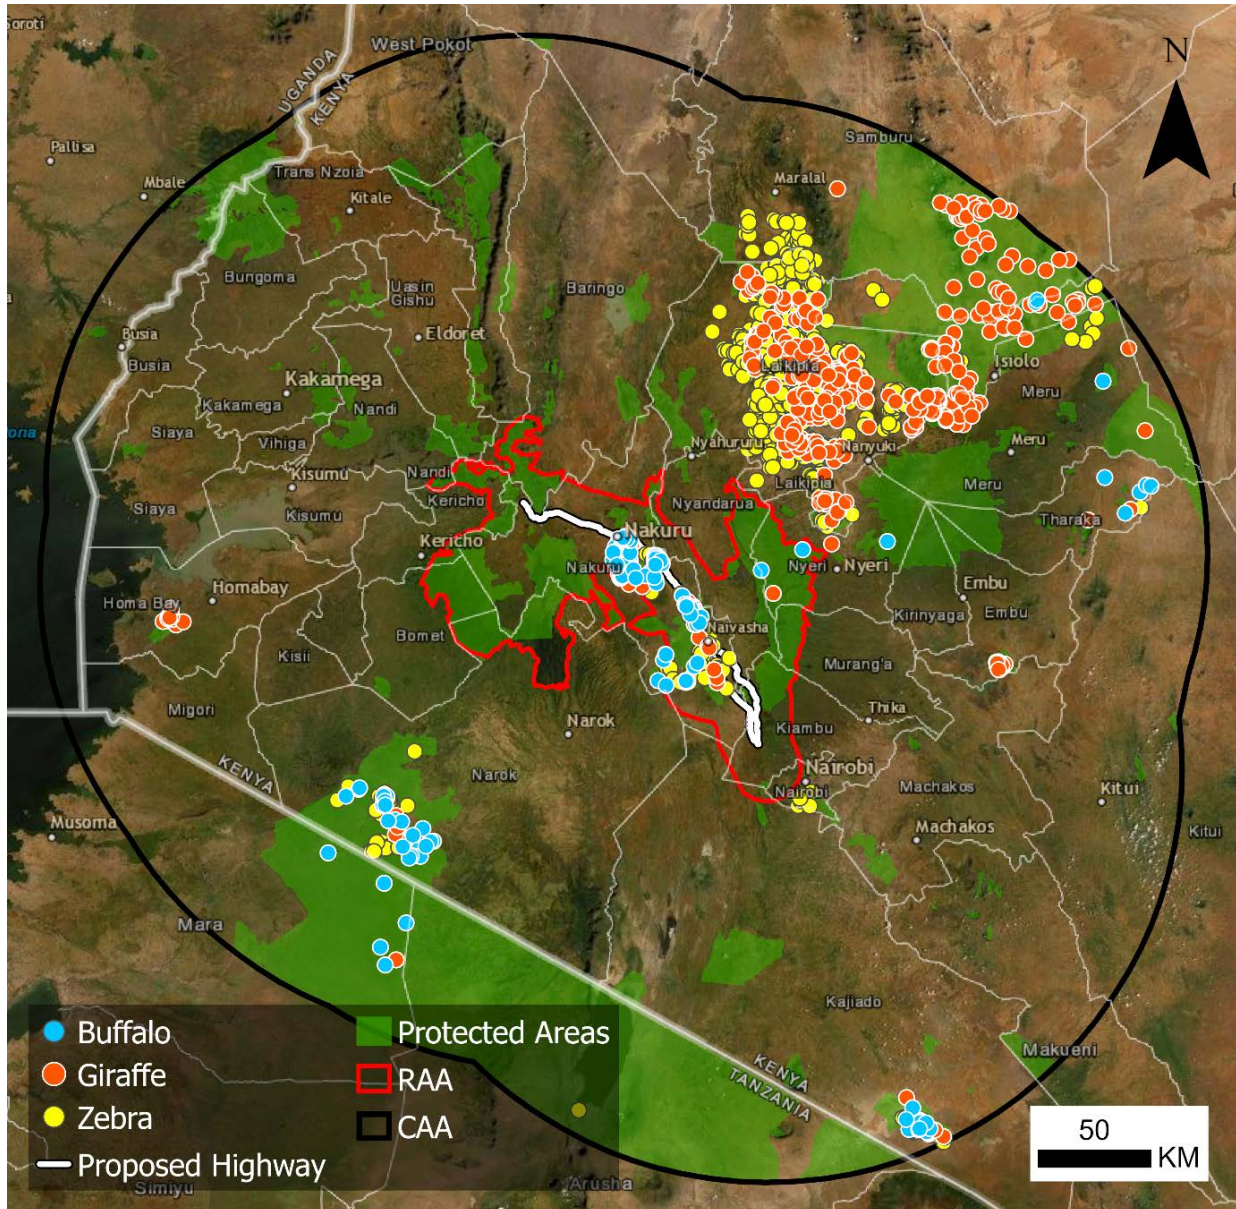 Soroti
West Pokot
N
UGANDA
KENYA
Samburu
Pallisa
Mbale
Trans Nzoia
Maralal
Kitale
Bungoma
Uasin
Gishu
Baringo
Eldoret
Busia
Busia
Isiolo
Laikipia
Kakamega
Meru
Kakamega
Nandi
Siaya
Vihiga
Nyahururu
Nanyuki
Meru
Kisumu
Nandi
Laikipia
Meru
Siaya
Kisumu
Kericho
Nyandarua
Tharaka
Nakuru
Kericho
Nakuru
Nyeri
Nyeri
Homabay
Embu
Homa Bay
Kirinyaga
Embu
Bomet
Naivasha
Kisii
Murang'a
Migori
Narok
Thika
Kiambu
KENYA
Narok
Nairobi
Nairobi
Machakos
Kitui
Musoma
Machakos
Kitui
Mara
Kajiado
Makueni
KENYA
TANZANIA
Buffalo
Giraffe
Zebra
Proposed Highway
Protected Areas
RAA
CAA
50
KM
Simiyu
Arusha